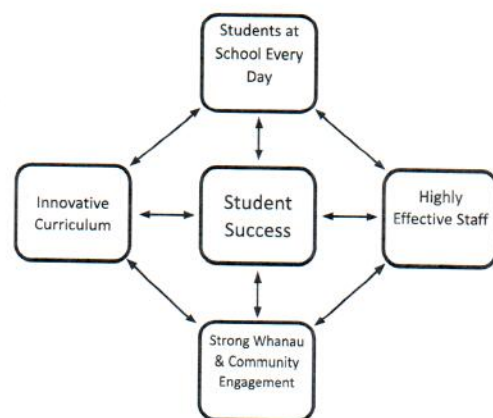 Students at
School Every
Day
Innovative
Curriculum
Student
Success
Highly
Effective Staff
Strong Whanau
& Community
Engagement